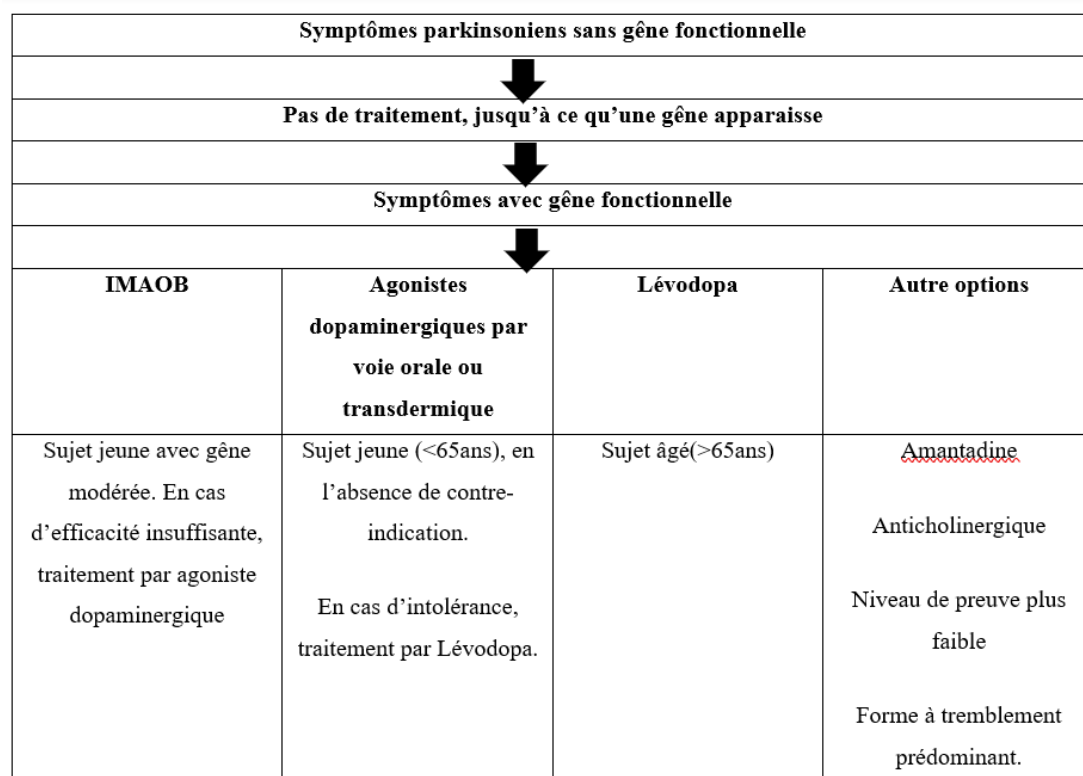 Symptômes parkinsoniens sans gêne fonctionnelle
Pas de traitement, jusqu’à ce qu’une gêne apparaisse
Symptômes avec gêne fonctionnelle
IMAOB
Agonistes
dopaminergiques par
voie orale ou
transdermique
Lévodopa
Autre options
Sujet jeune avec gêne
modérée. En cas
d’efficacité insuffisante,
traitement par agoniste
dopaminergique
Sujet jeune (<65ans), en
l’absence de contre-
indication.
En cas d’intolérance,
traitement par Lévodopa.
Sujet âgé(>65ans)
Amantadine
Anticholinergique
Niveau de preuve plus
faible
Forme à tremblement
prédominant.